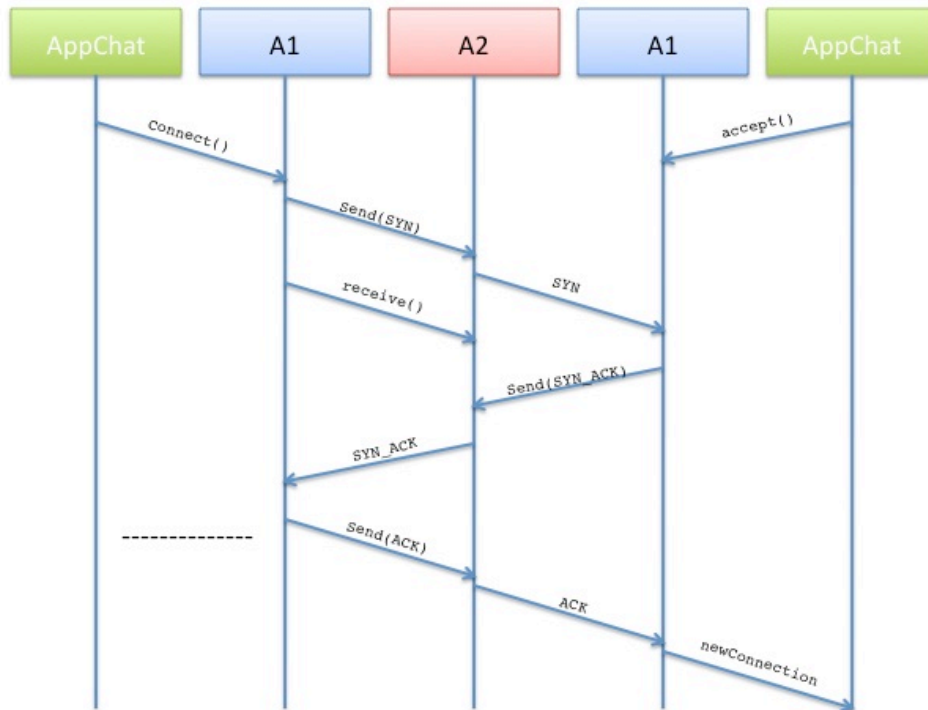 AppChat
A1
A2
A1
AppChat
Connect()
accept()
Send(SYN)
SYN
receive()
Send(SYN_ACK)
SYN_ACK
Send(ACK)
--------------
ACK
newConnection